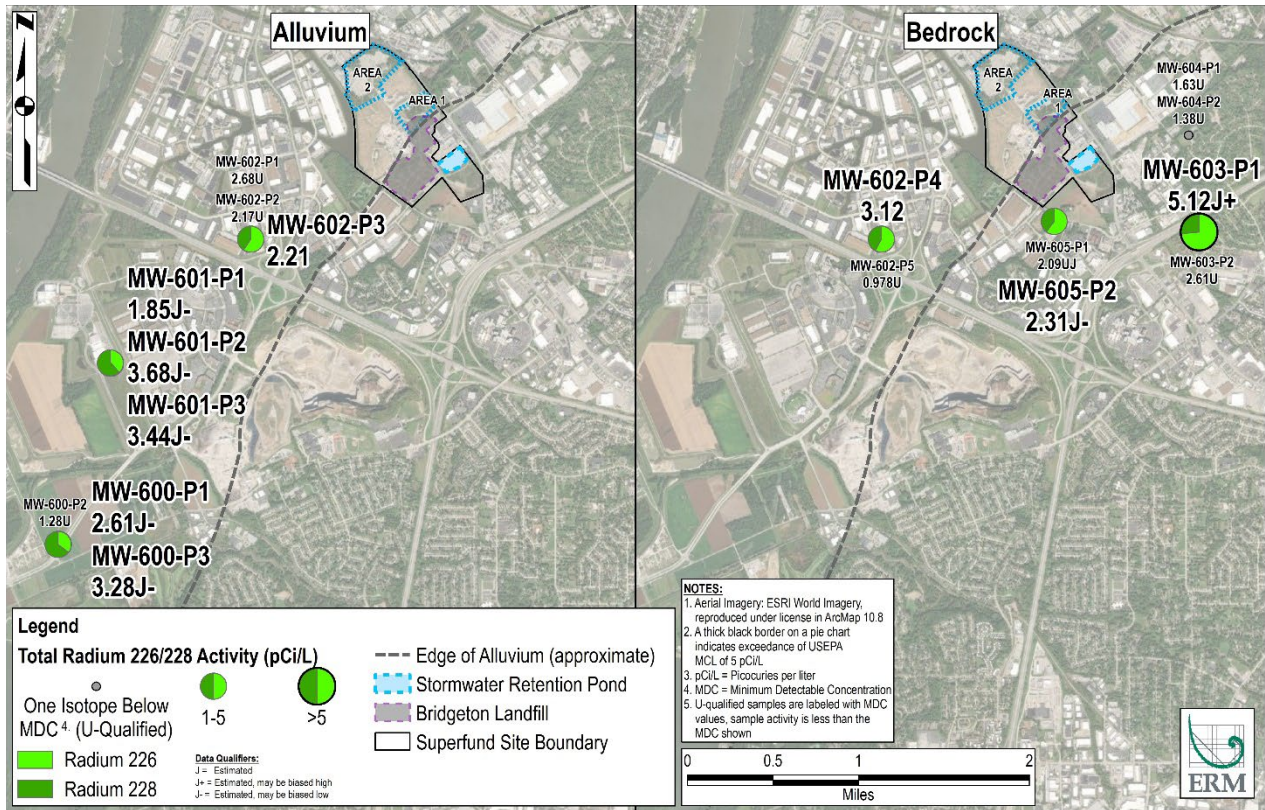 N
Alluvium
AREA
2
AREA 1
MW-602-P1
2.68U
MW-602-P2
2.17U
MW-602-P3
2.21
MW-601-P1
1.85J-
MW-601-P2
3.68J-
MW-601-P3
3.44J-
MW-600-P2
1.28U
MW-600-P1
2.61J-
MW-600-P3
3.28J-
Bedrock
AREA
2
AREA
1
MW-604-P1
1.63U
MW-604-P2
1.38U
MW-603-P1
5.12J+
MW-603-P2
2.61U
MW-602-P4
3.12
MW-602-P5
0.978U
MW-605-P1
2.09UJ
MW-605-P2
2.31J-
Legend
Total Radium 226/228 Activity (pCi/L)
One Isotope Below
MDC 4. (U-Qualified)
1-5
>5
Radium 226
Radium 228
Data Qualifiers:
J = Estimated
J+ = Estimated, may be biased high
J- = Estimated, may be biased low
Edge of Alluvium (approximate)
Stormwater Retention Pond
Bridgeton Landfill
Superfund Site Boundary
NOTES:
1. Aerial Imagery: ESRI World Imagery,
reproduced under license in ArcMap 10.8
2. A thick black border on a pie chart
indicates exceedance of USEPA
MCL of 5 pCi/L
3. pCi/L = Picocuries per liter
4. MDC = Minimum Detectable Concentration
5. U-qualified samples are labeled with MDC
values, sample activity is less than the
MDC shown
0 0.5 1 2
Miles
ERM